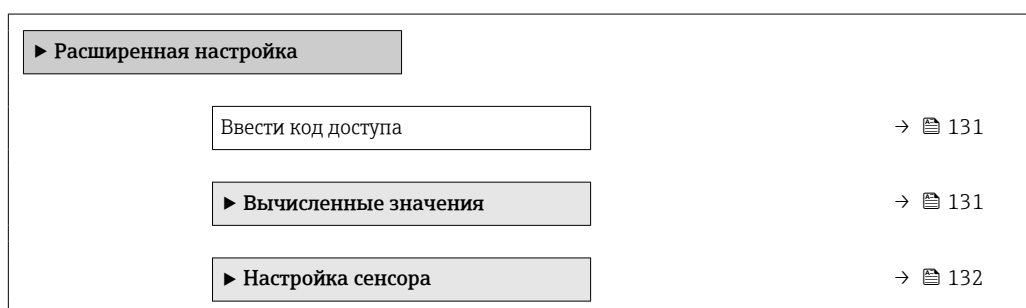 ▶ Расширенная настройка
Ввести код доступа → 131
▶ Вычисленные значения → 131
▶ Настройка сенсора → 132